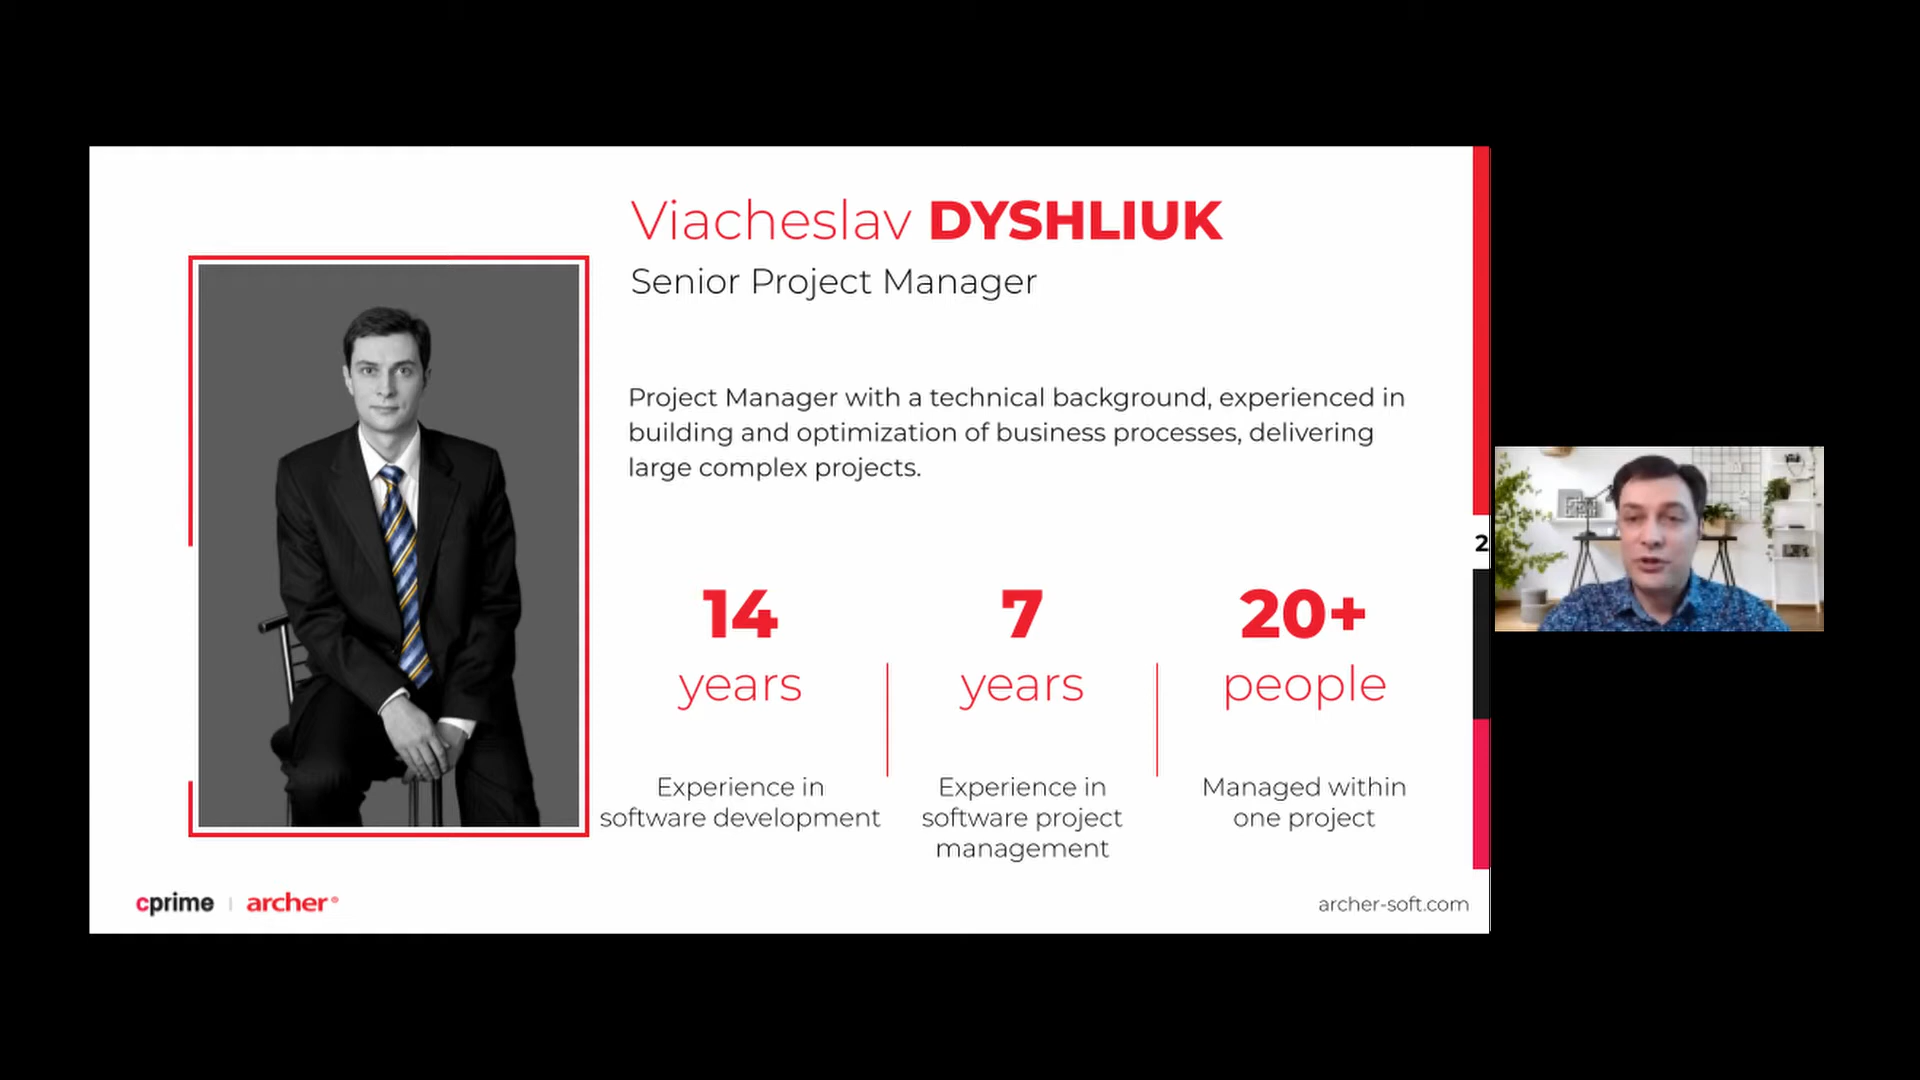 Viacheslav DYSHLIUK
Senior Project Manager
Project Manager with a technical background, experienced in
building and optimization of business processes, delivering
large complex projects.
14
years
Experience in
software development
7
years
Experience in
software project
management
20+
people
Managed within
one project
2
cprime | archer®
archer-soft.com